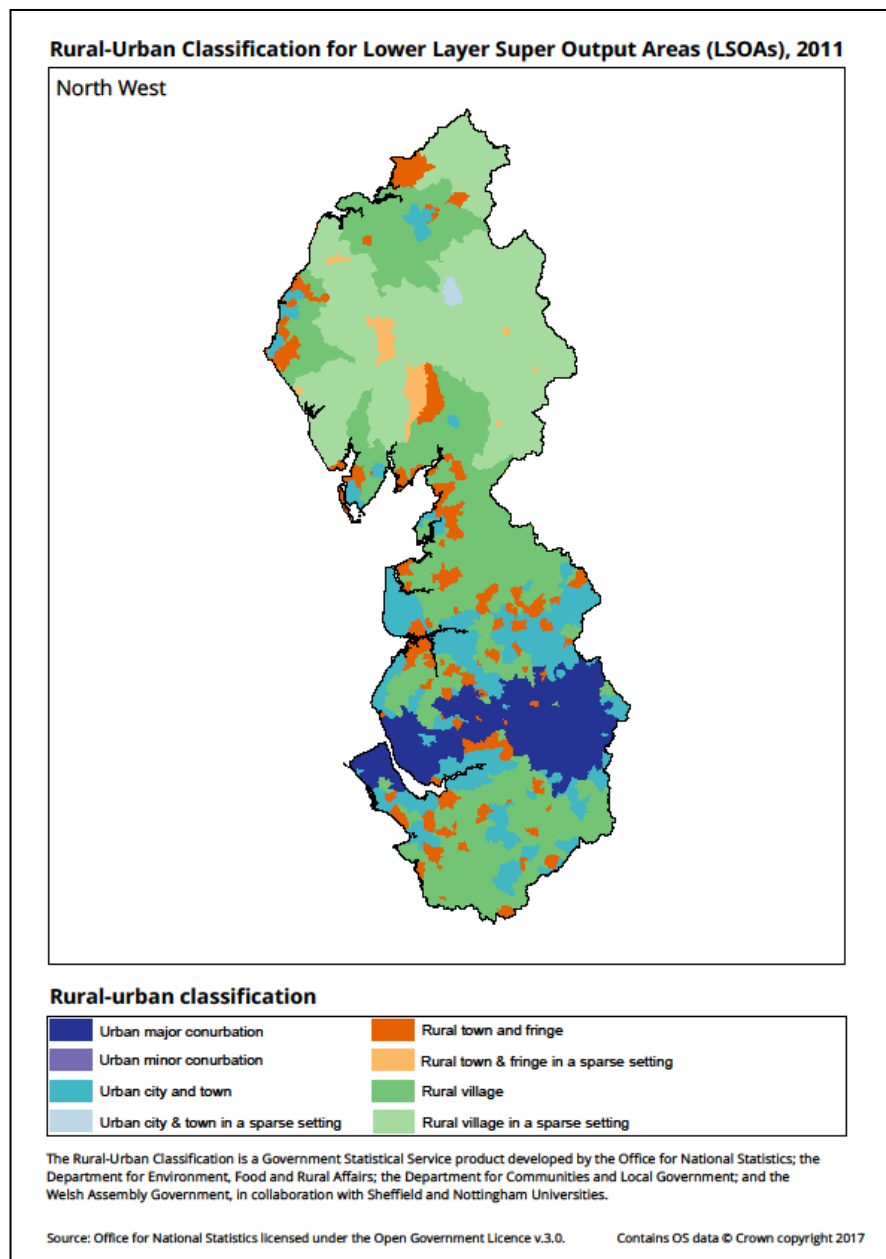 Rural-Urban Classification for Lower Layer Super Output Areas (LSOAs), 2011
North West
Rural-urban classification
Urban major conurbation
Urban minor conurbation
Urban city and town
Urban city & town in a sparse setting
Rural town and fringe
Rural town & fringe in a sparse setting
Rural village
Rural village in a sparse setting
The Rural-Urban Classification is a Government Statistical Service product developed by the Office for National Statistics; the
Department for Environment, Food and Rural Affairs; the Department for Communities and Local Government; and the
Welsh Assembly Government, in collaboration with Sheffield and Nottingham Universities.
Source: Office for National Statistics licensed under the Open Government Licence v.3.0.
Contains OS data © Crown copyright 2017